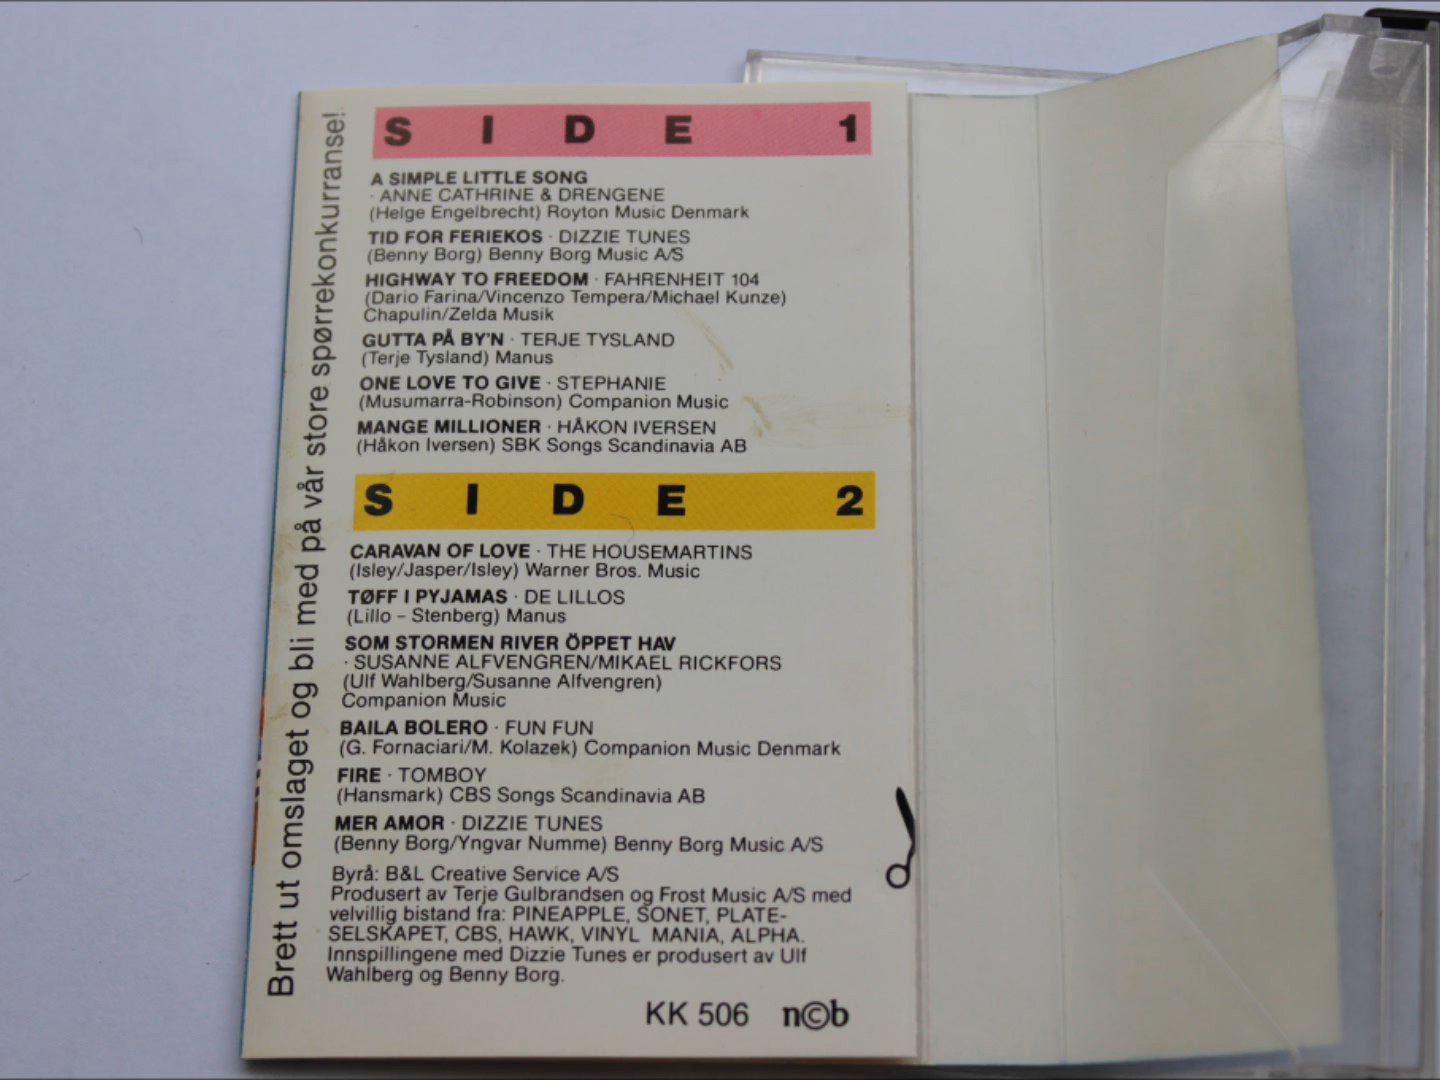 Brett ut omslaget og bli med på vår store spørrekonkurranse!
SIDE 1
A SIMPLE LITTLE SONG
· ANNE CATHRINE & DRENGENE
(Helge Engelbrecht) Royton Music Denmark
TID FOR FERIEKOS · DIZZIE TUNES
(Benny Borg) Benny Borg Music A/S
HIGHWAY TO FREEDOM · FAHRENHEIT 104
(Dario Farina/Vincenzo Tempera/Michael Kunze)
Chapulin/Zelda Musik
GUTTA PÅ BY'N · TERJE TYSLAND
(Terje Tysland) Manus
ONE LOVE TO GIVE · STEPHANIE
(Musumarra-Robinson) Companion Music
MANGE MILLIONER · HÅKON IVERSEN
(Håkon Iversen) SBK Songs Scandinavia AB
SIDE 2
CARAVAN OF LOVE · THE HOUSEMARTINS
(Isley/Jasper/Isley) Warner Bros. Music
TØFF I PYJAMAS · DE LILLOS
(Lillo – Stenberg) Manus
SOM STORMEN RIVER ÖPPET HAV
· SUSANNE ALFVENGREN/MIKAEL RICKFORS
(Ulf Wahlberg/Susanne Alfvengren)
Companion Music
BAILA BOLERO · FUN FUN
(G. Fornaciari/M. Kolazek) Companion Music Denmark
FIRE · TOMBOY
(Hansmark) CBS Songs Scandinavia AB
MER AMOR · DIZZIE TUNES
(Benny Borg/Yngvar Numme) Benny Borg Music A/S
Byrå: B&L Creative Service A/S
Produsert av Terje Gulbrandsen og Frost Music A/S med
velvillig bistand fra: PINEAPPLE, SONET, PLATE-
SELSKAPET, CBS, HAWK, VINYL MANIA, ALPHA.
Innspillingene med Dizzie Tunes er produsert av Ulf
Wahlberg og Benny Borg.
KK 506 n©b